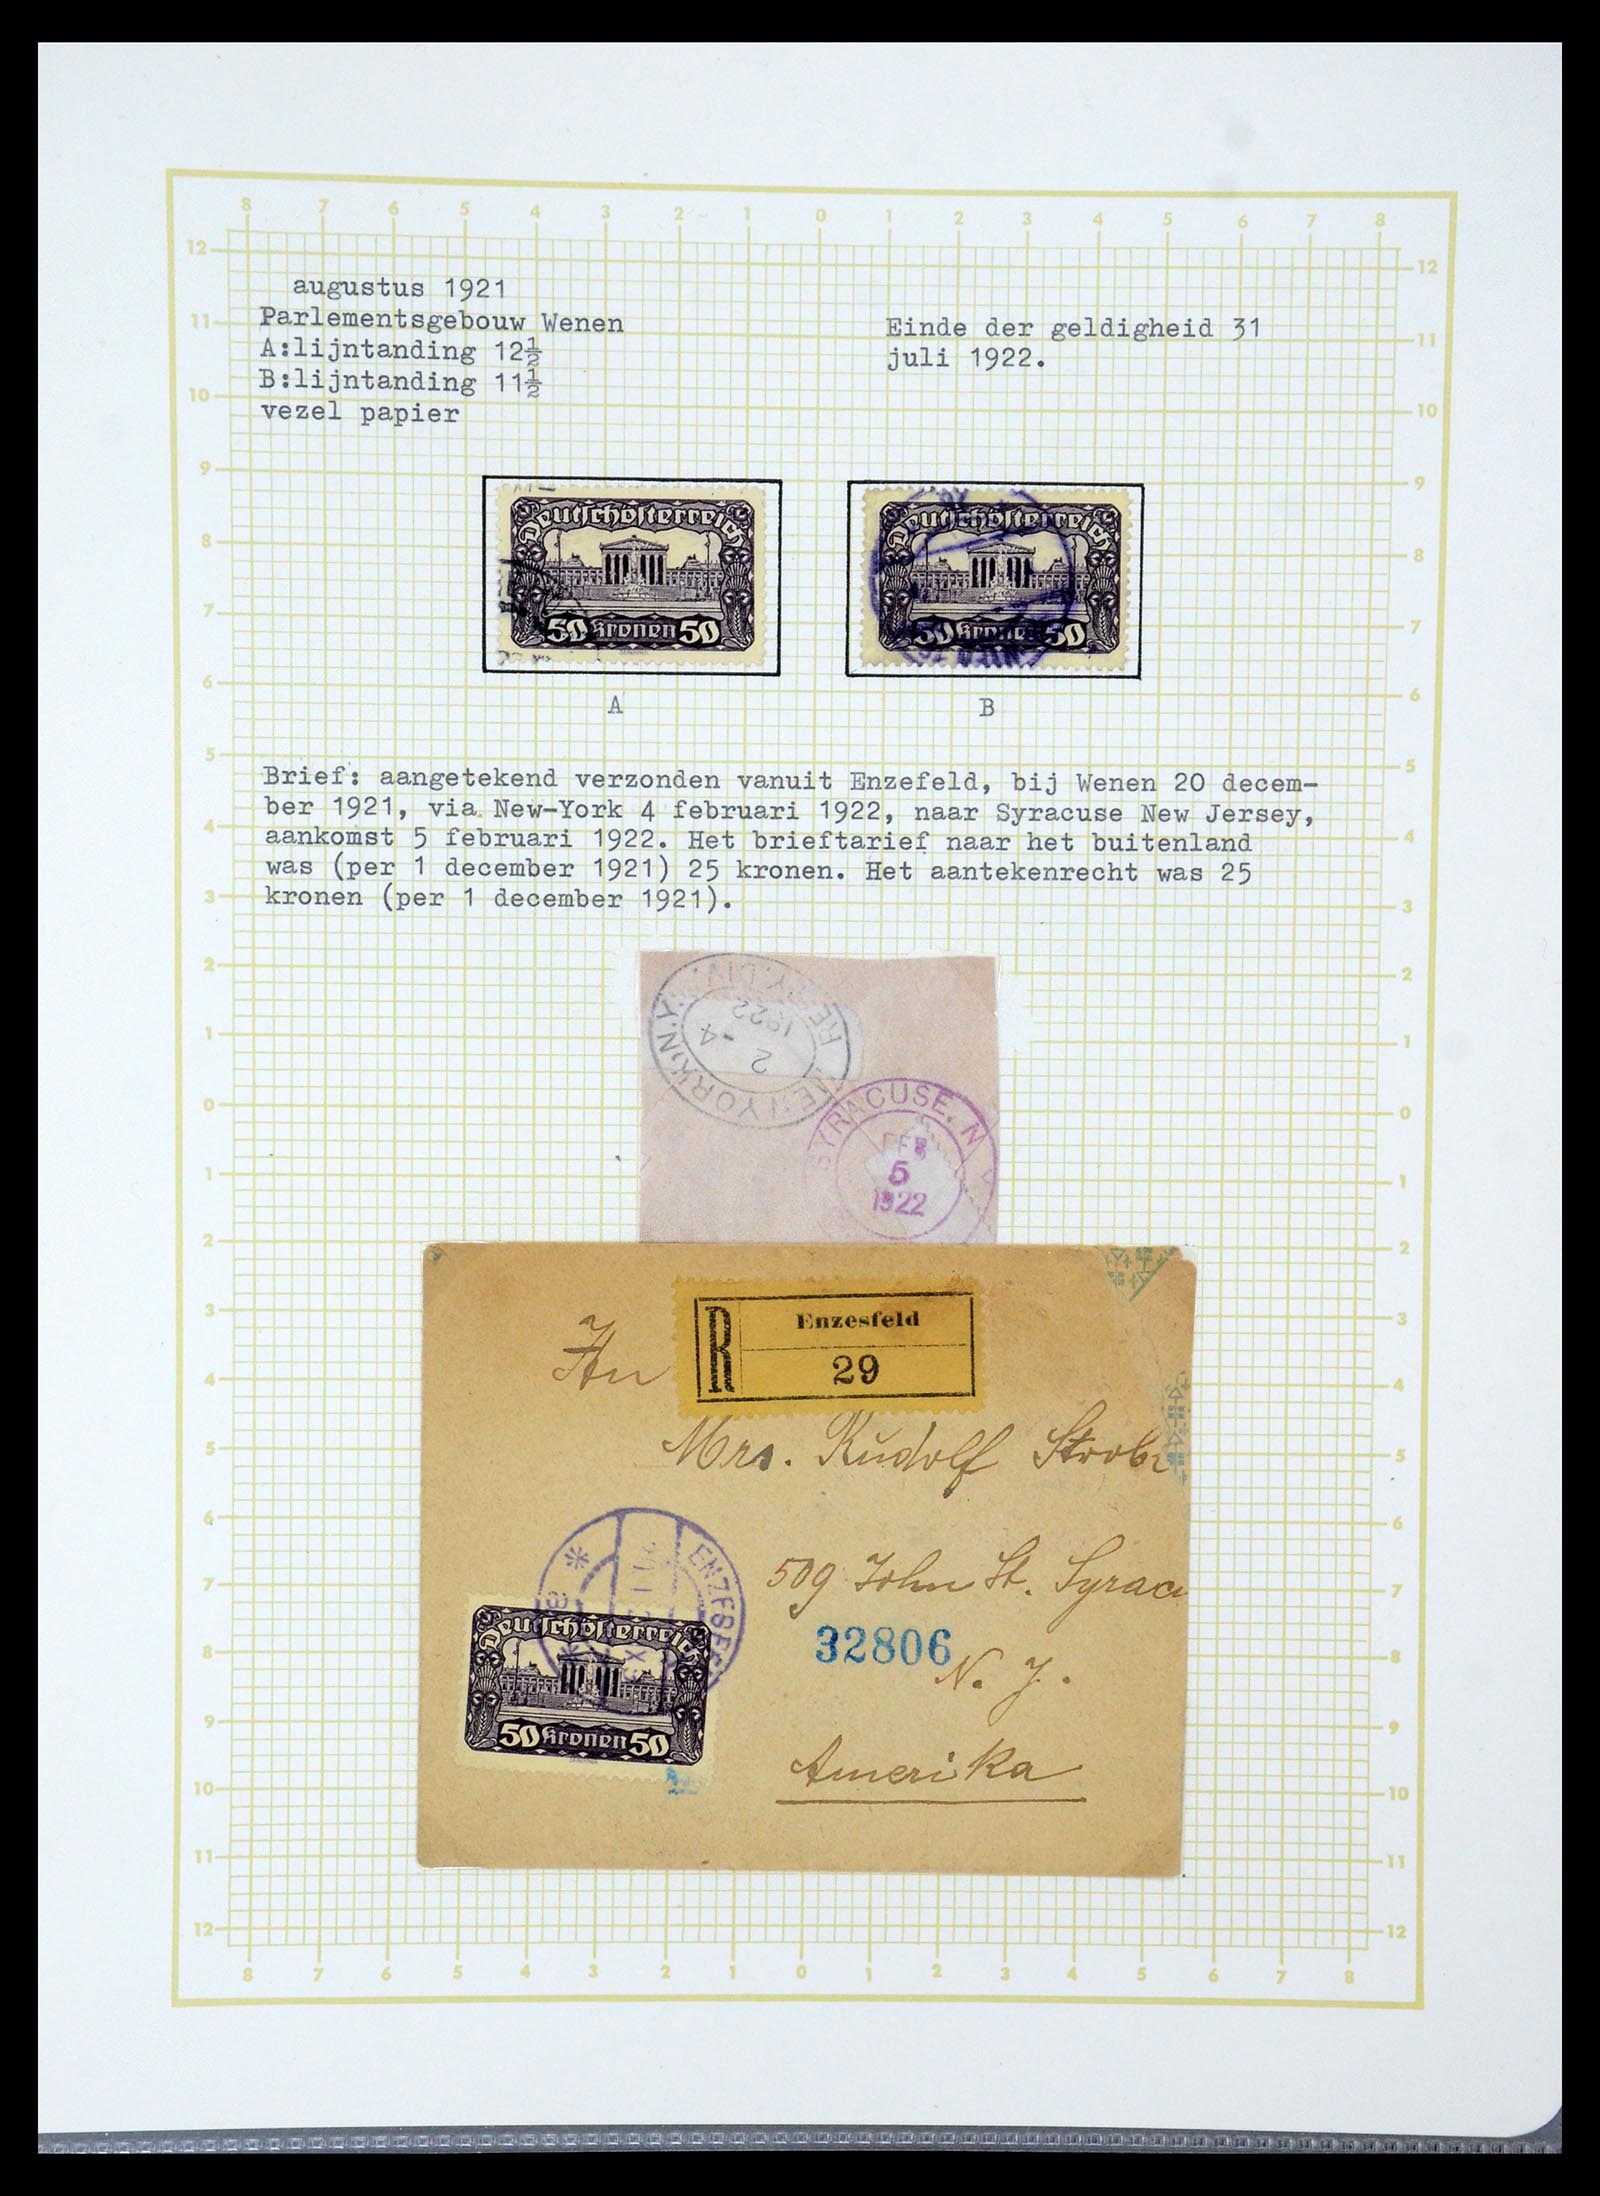 augustus 1921
Parlementsgebouw Wenen
A:lijntanding 12½
B:lijntanding 11½
vezel papier
Einde der geldigheid 31
juli 1922.
Deutschösterreich
50 kronen 50
Deutschösterreich
50 kronen 50
A
B
Brief: aangetekend verzonden vanuit Enzefeld, bij Wenen 20 decem-
ber 1921, via New-York 4 februari 1922, naar Syracuse New Jersey,
aankomst 5 februari 1922. Het brieftarief naar het buitenland
was (per 1 december 1921) 25 kronen. Het aantekenrecht was 25
kronen (per 1 december 1921).
NEW YORK, N.Y.
2 - 4
1922
SYRACUSE, N
FEB
5
1922
R
Enzesfeld
29
An
Mrs. Rudolf
509 John St. Syrac
32806
N. J.
Amerika
ENZESFE
Deutschösterreich
50 kronen 50